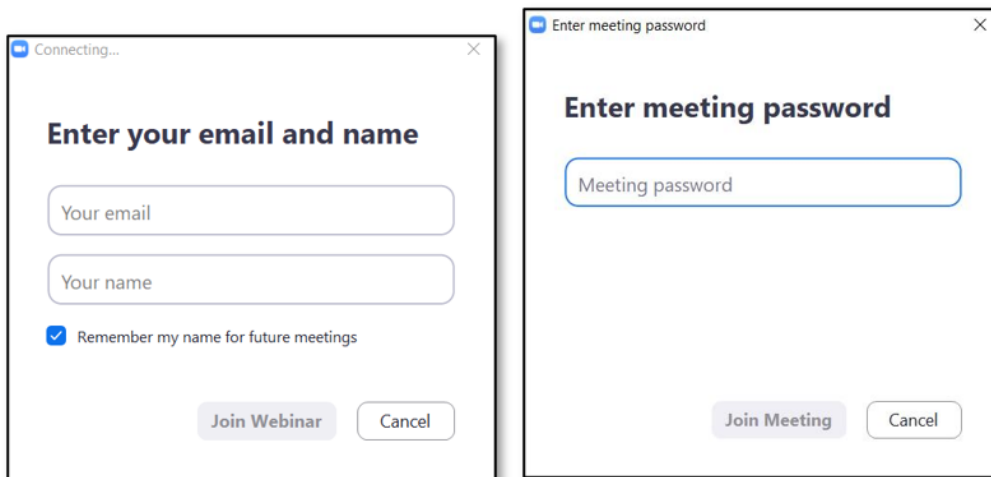 Connecting...
Enter your email and name
Your email
Your name
Remember my name for future meetings
Join Webinar
Cancel
Enter meeting password
Enter meeting password
Meeting password
Join Meeting
Cancel